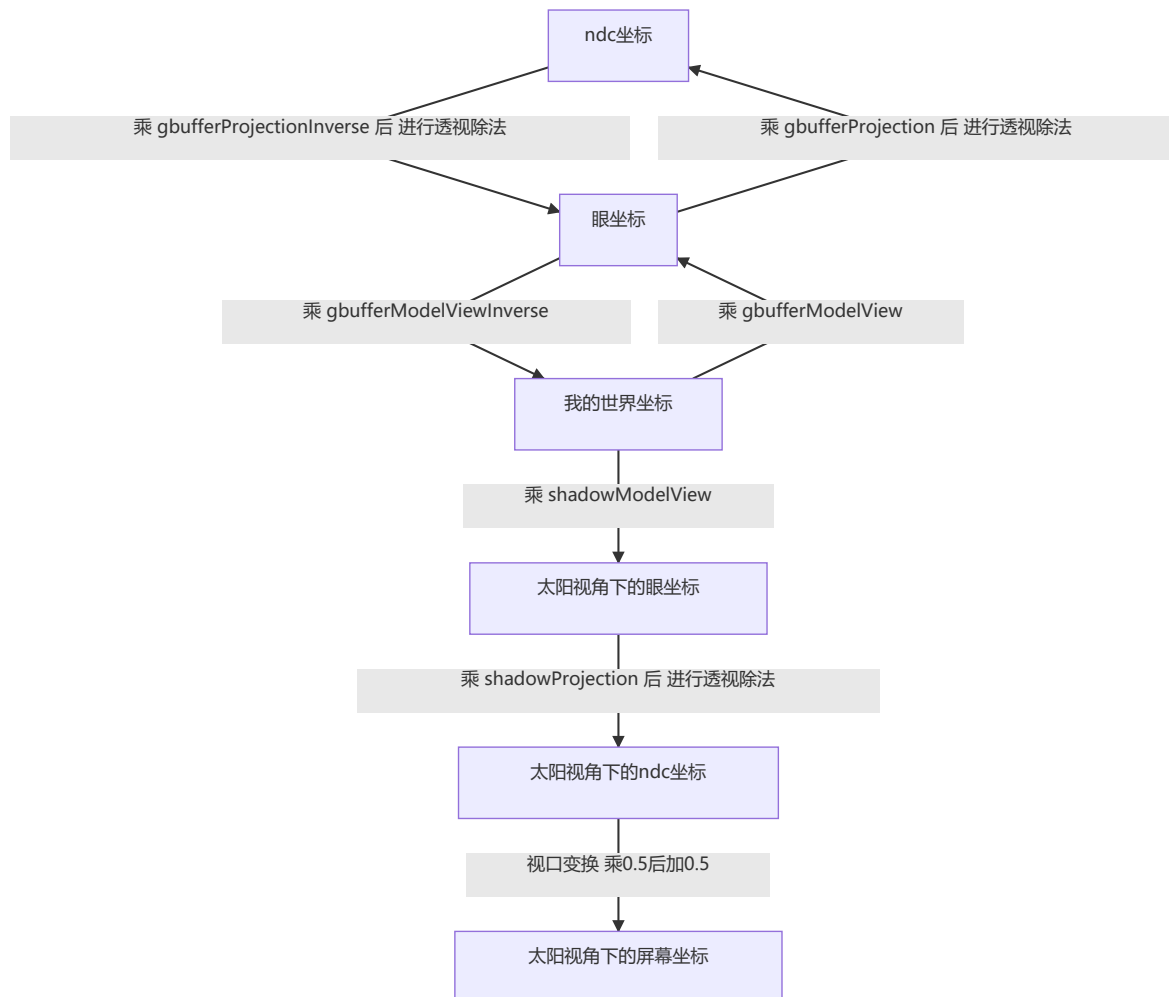 ndc坐标
乘 gbufferProjectionInverse 后 进行透视除法
乘 gbufferProjection 后 进行透视除法
眼坐标
乘 gbufferModelViewInverse
乘 gbufferModelView
我的世界坐标
乘 shadowModelView
太阳视角下的眼坐标
乘 shadowProjection 后 进行透视除法
太阳视角下的ndc坐标
视口变换 乘0.5后加0.5
太阳视角下的屏幕坐标